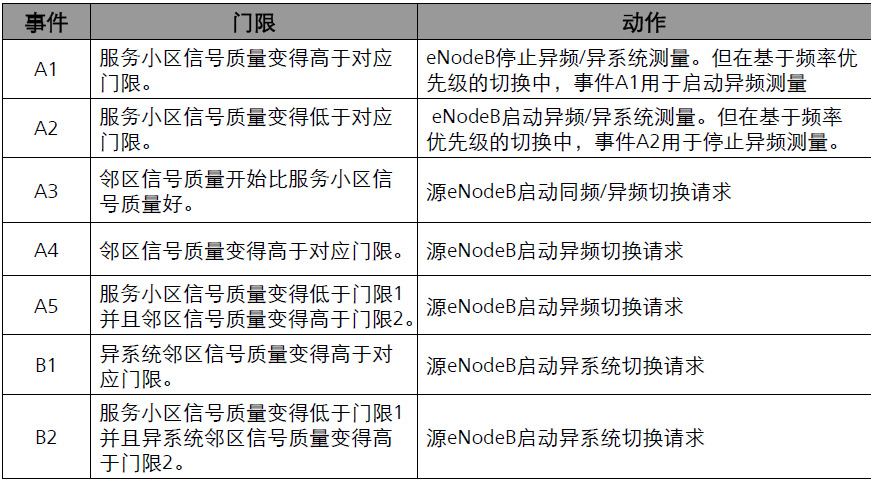 事件 门限 动作
A1 服务小区信号质量变得高于对应 eNodeB停止异频/异系统测量。但在基于频率优
门限。 先级的切换中，事件A1用于启动异频测量
A2 服务小区信号质量变得低于对应 eNodeB启动异频/异系统测量。但在基于频率
门限。 优先级的切换中，事件A2用于停止异频测量。
A3 邻区信号质量开始比服务小区信 源eNodeB启动同频/异频切换请求
号质量好。
A4 邻区信号质量变得高于对应门限。 源eNodeB启动异频切换请求
A5 服务小区信号质量变得低于门限1 源eNodeB启动异频切换请求
并且邻区信号质量变得高于门限2。
B1 异系统邻区信号质量变得高于对 源eNodeB启动异系统切换请求
应门限。
B2 服务小区信号质量变得低于门限1 源eNodeB启动异系统切换请求
并且异系统邻区信号质量变得高
于门限2。